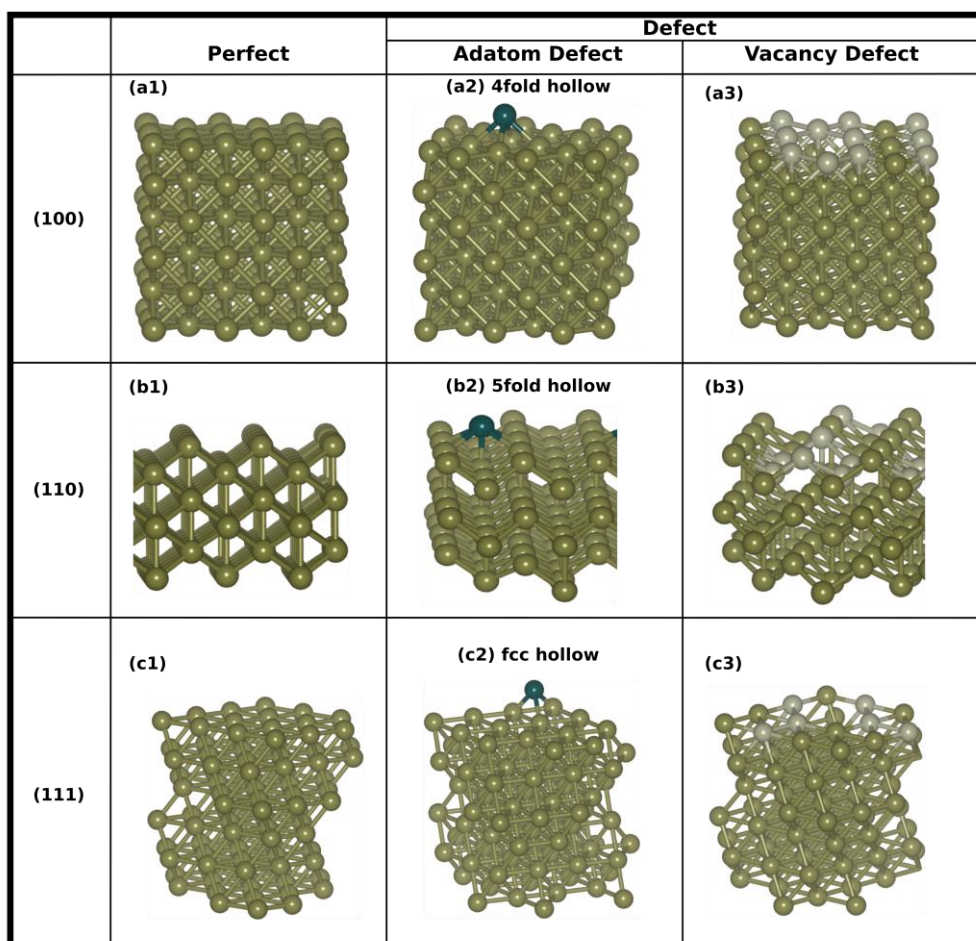 Defect
Perfect
Adatom Defect
Vacancy Defect
(100)
(a1)
(a2) 4fold hollow
(a3)
(110)
(b1)
(b2) 5fold hollow
(b3)
(111)
(c1)
(c2) fcc hollow
(c3)